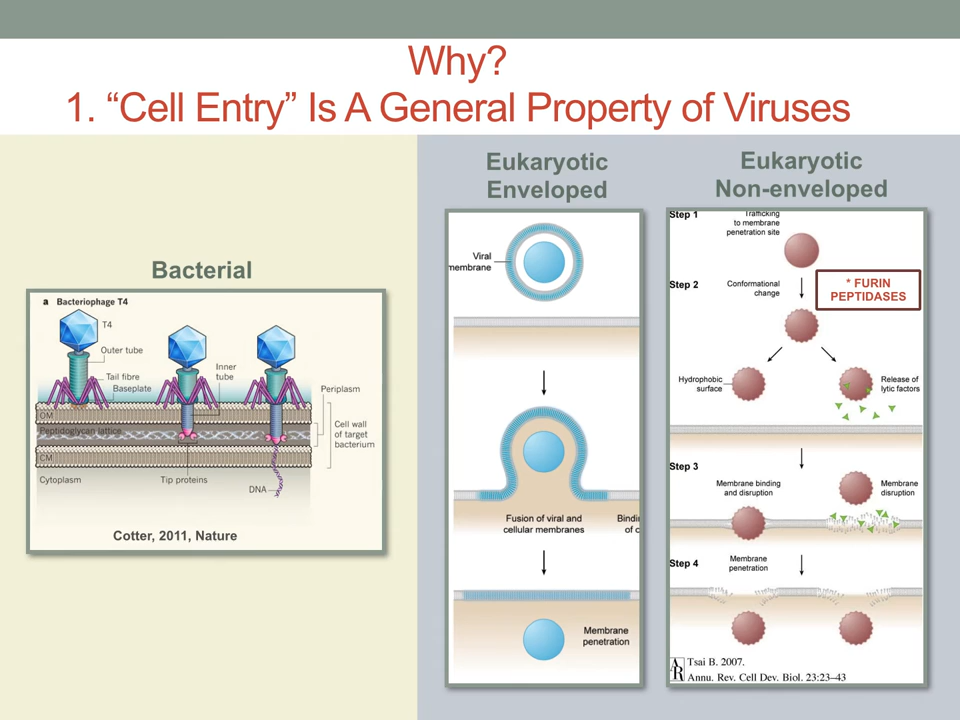 Why?
1. “Cell Entry” Is A General Property of Viruses
Bacterial
a Bacteriophage T4
T4
Outer tube
Tail fibre
Baseplate
Inner
tube
Periplasm
OM
Peptidoglycan lattice
CM
Cell wall
of target
bacterium
Cytoplasm
Tip proteins
DNA
Cotter, 2011, Nature
Eukaryotic
Enveloped
Viral
membrane
Fusion of viral and
cellular membranes
Bindi
of c
Membrane
penetration
Eukaryotic
Non-enveloped
Step 1
Trafficking
to membrane
penetration site
Step 2
Conformational
change
* FURIN
PEPTIDASES
Hydrophobic
surface
Release of
lytic factors
Step 3
Membrane binding
and disruption
Membrane
disruption
Step 4
Membrane
penetration
AR
Tsai B. 2007.
Annu. Rev. Cell Dev. Biol. 23:23–43